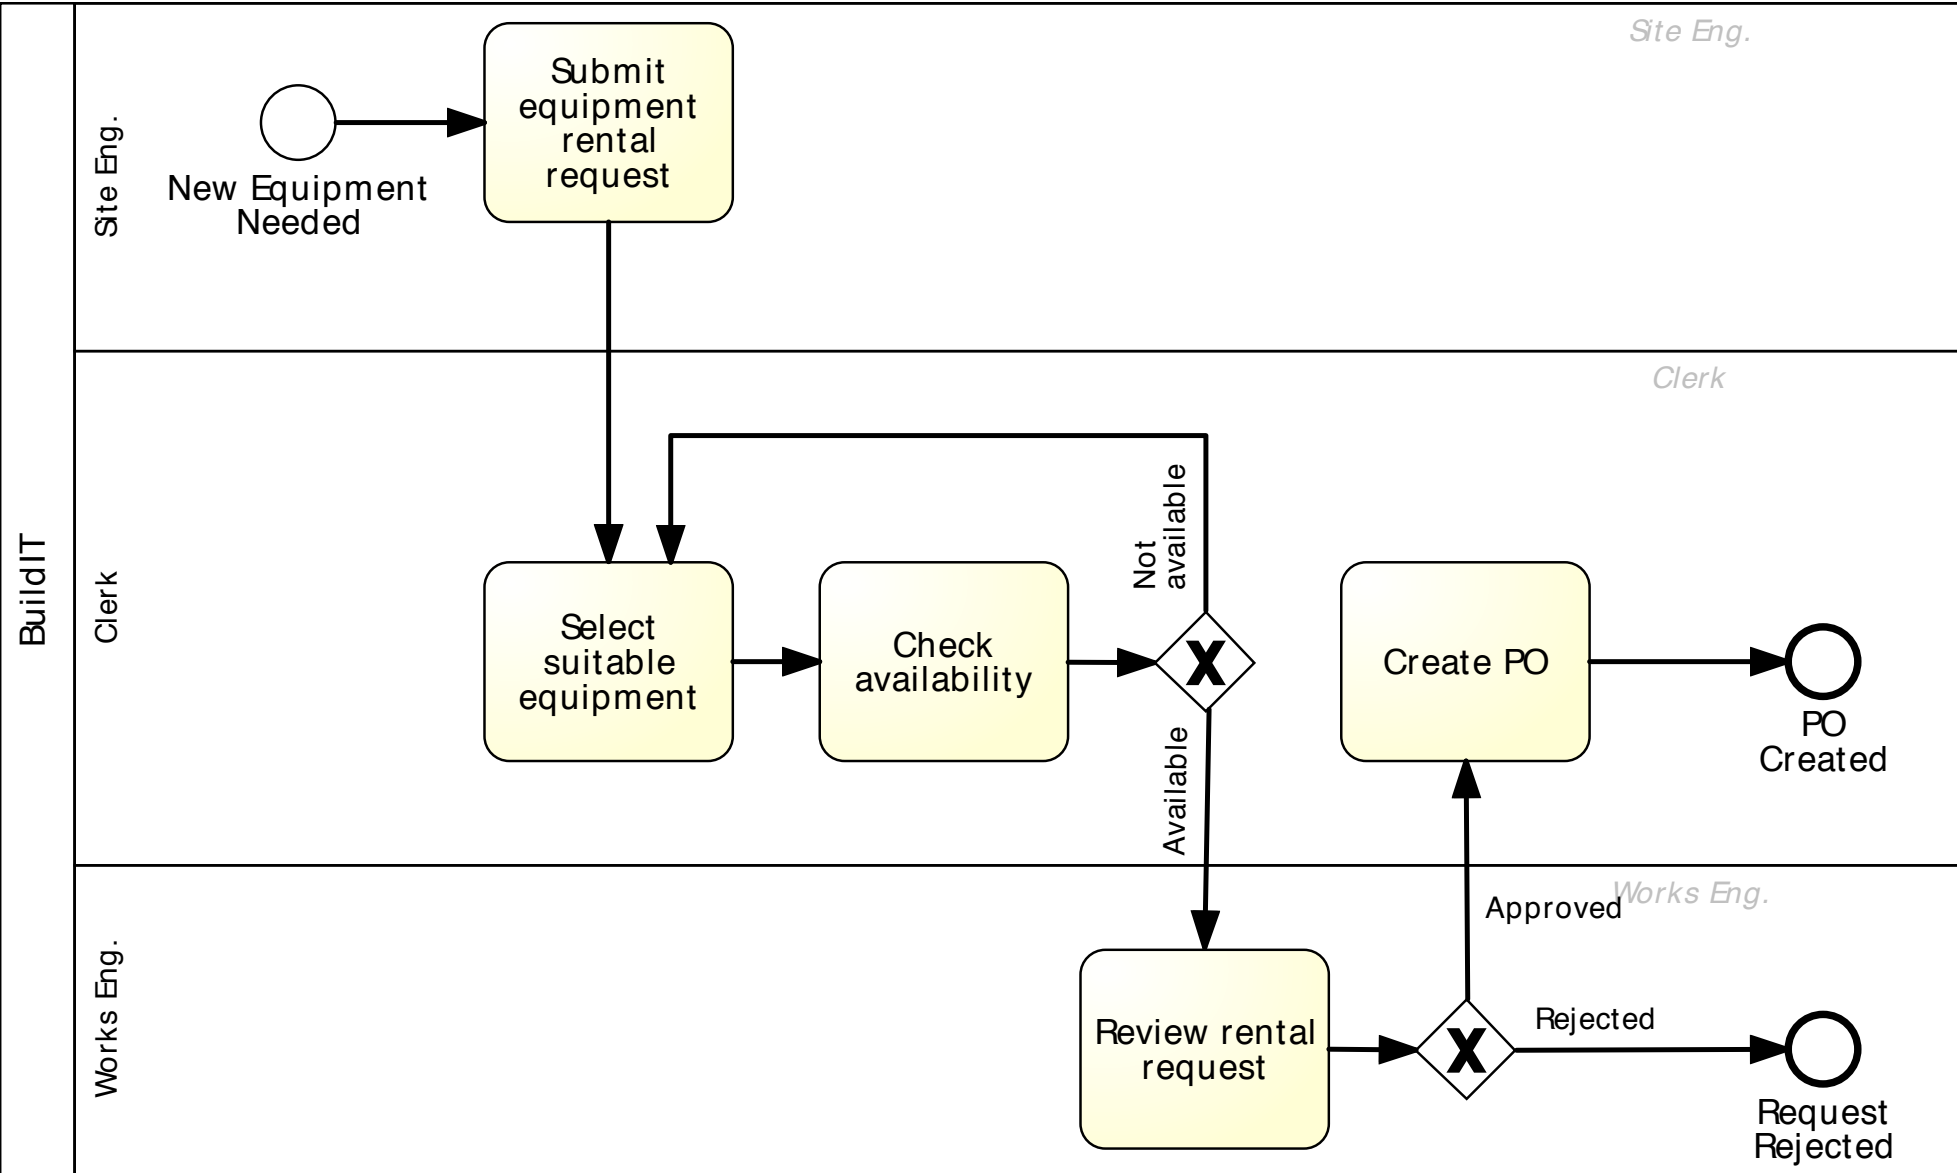 BuildIT
Site Eng.
Site Eng.
New Equipment
Needed
Submit
equipment
rental
request
Clerk
Clerk
Select
suitable
equipment
Check
availability
Not
available
Available
Create PO
PO
Created
Works Eng.
Works Eng.
Review rental
request
Approved
Rejected
Request
Rejected